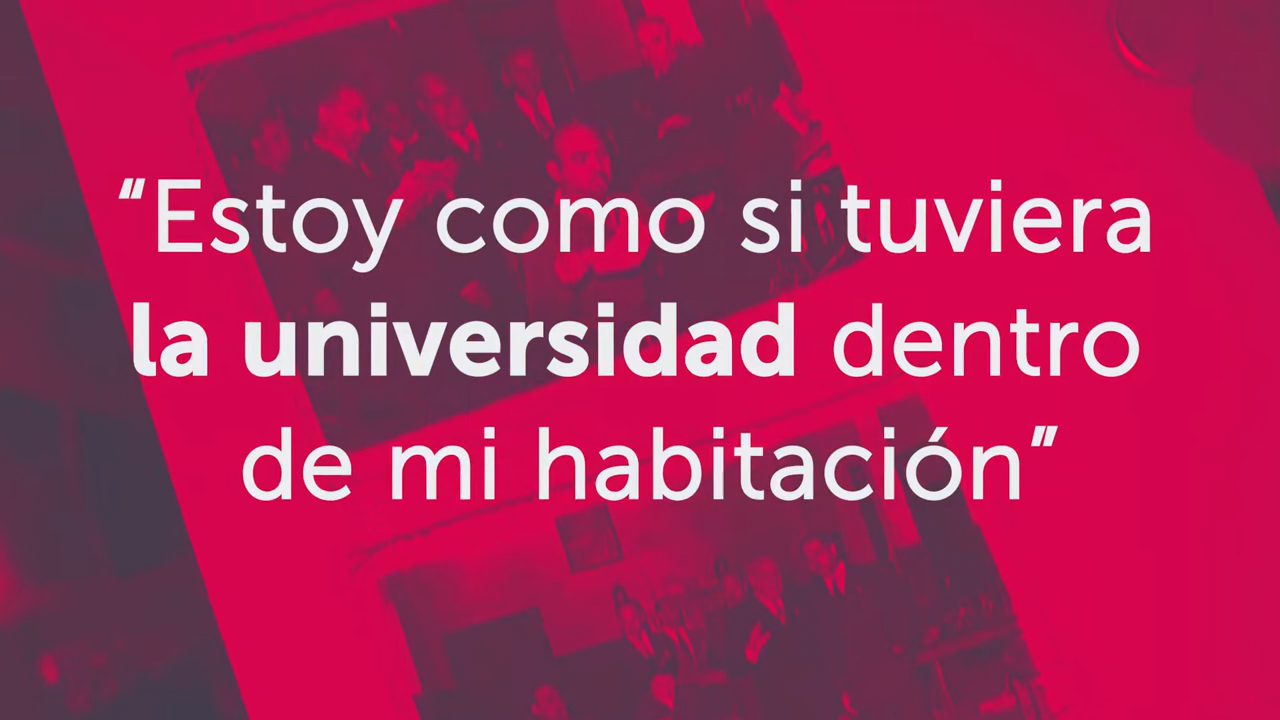 “Estoy como si tuviera
la universidad dentro
de mi habitación”